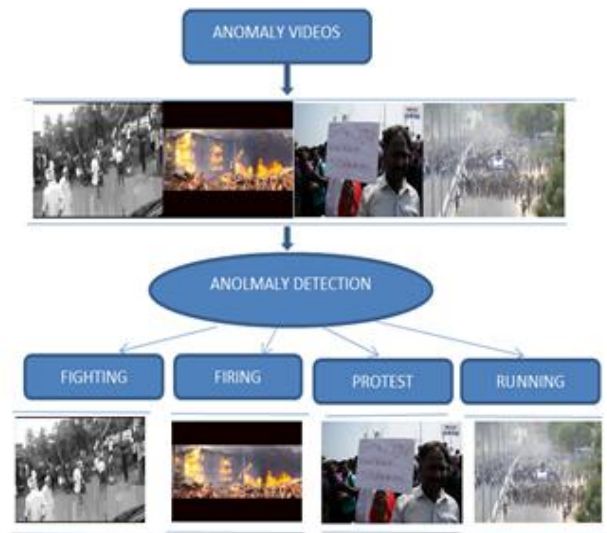 ANOMALY VIDEOS
ANOLMALY DETECTION
FIGHTING
FIRING
PROTEST
RUNNING